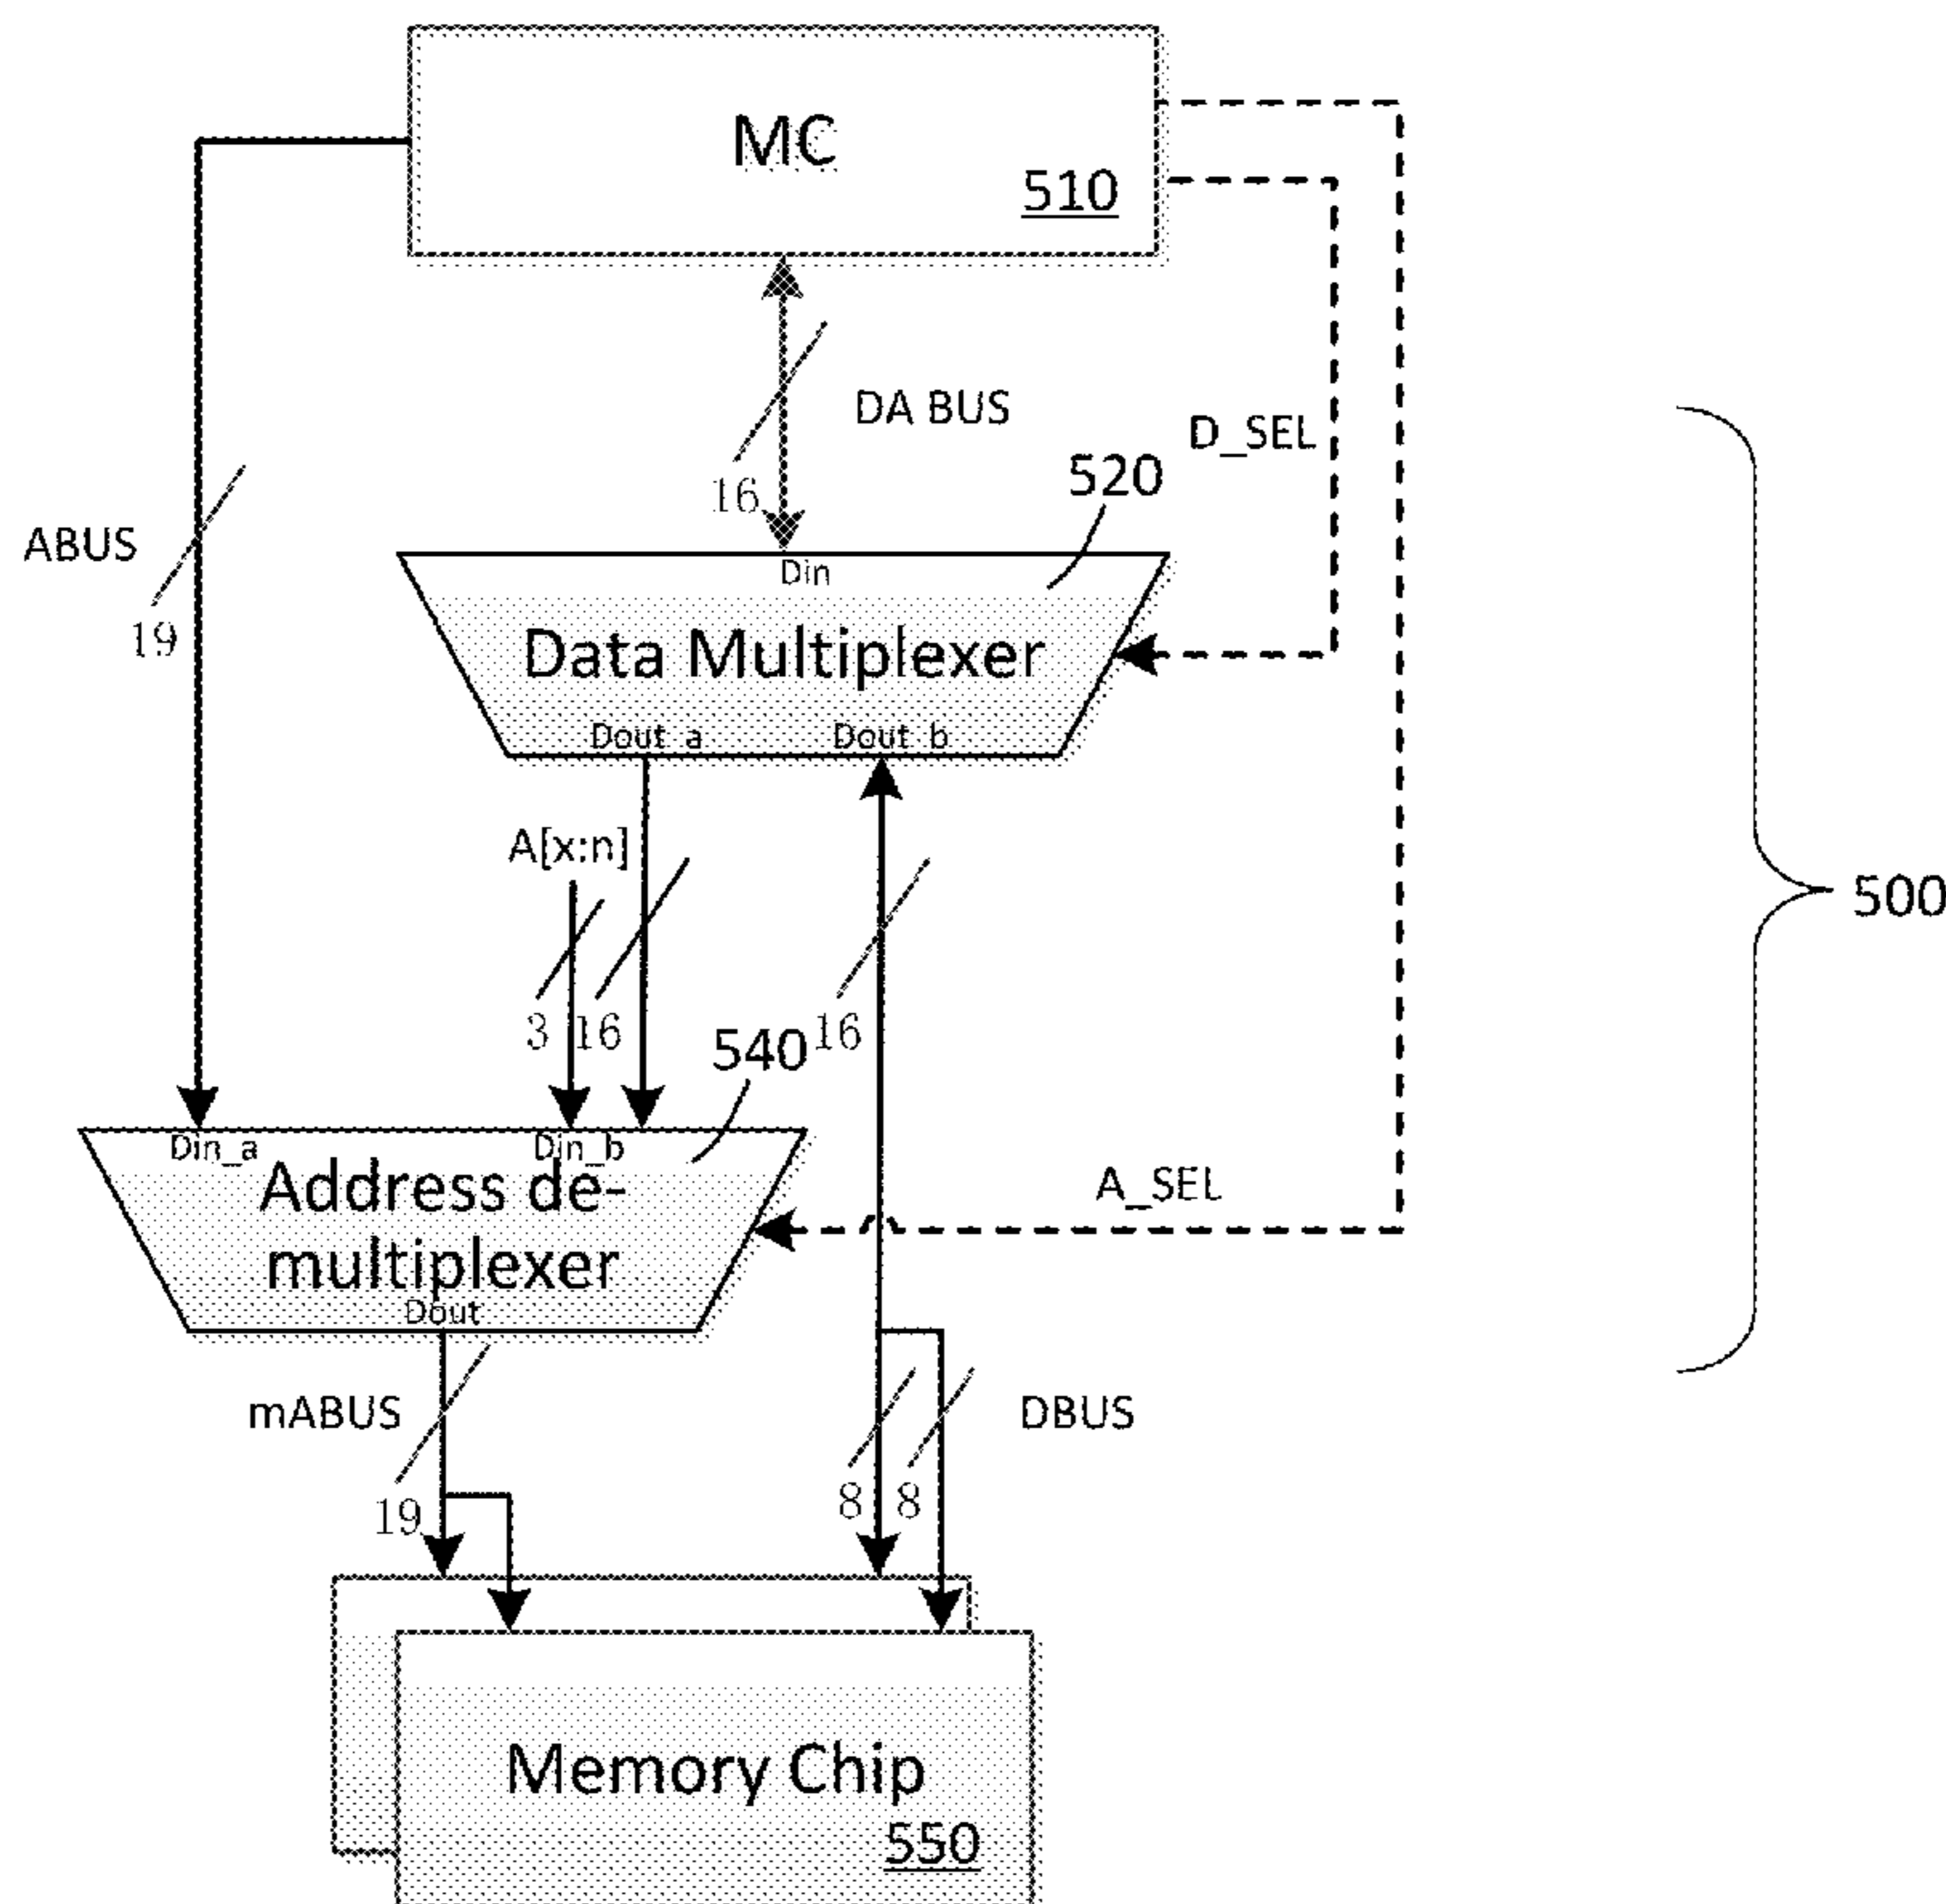 MC
510
DA BUS
16
D_SEL
520
ABUS
19
Din
Data Multiplexer
Dout_a
Dout_b
A[x:n]
500
3
16
16
540
Din_a
Din_b
Address de-
multiplexer
Dout
A_SEL
mABUS
19
8
8
DBUS
Memory Chip
550